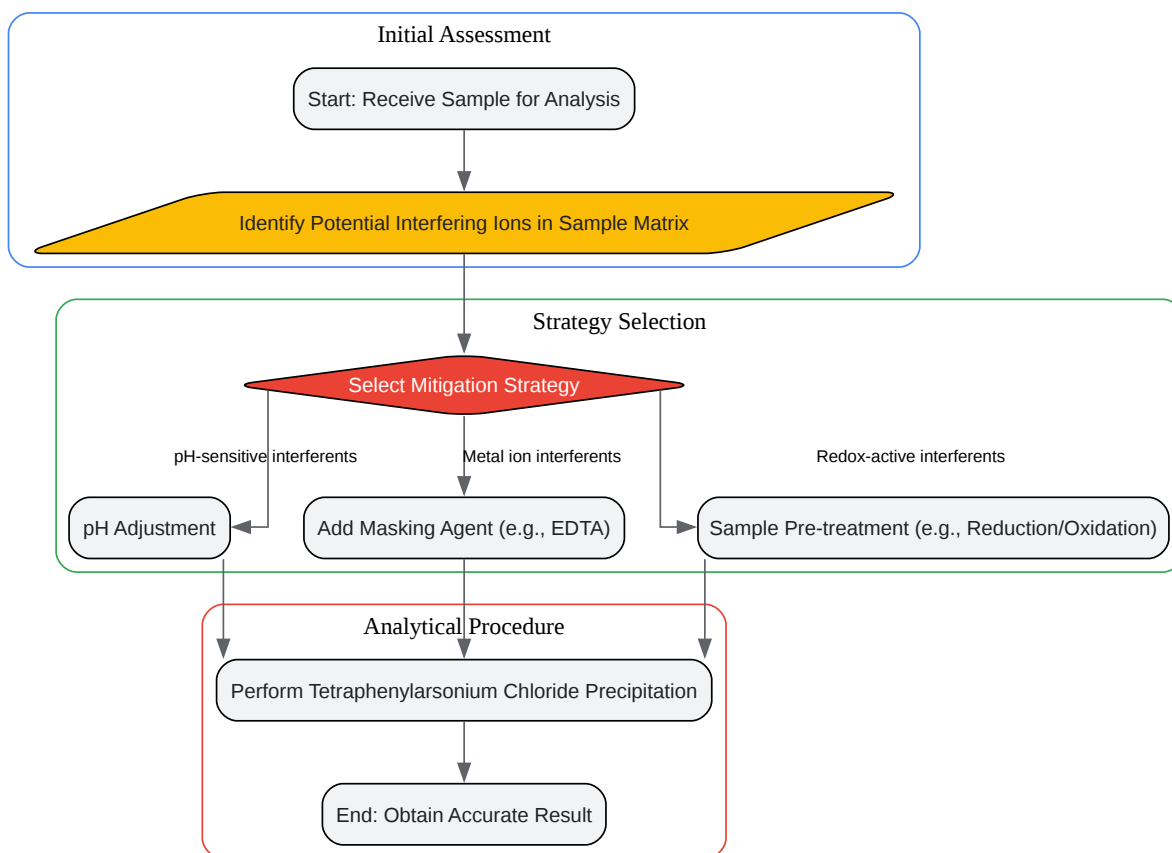 Initial Assessment
Start: Receive Sample for Analysis
Identify Potential Interfering Ions in Sample Matrix
Strategy Selection
Select Mitigation Strategy
pH-sensitive interferents
Metal ion interferents
Redox-active interferents
pH Adjustment
Add Masking Agent (e.g., EDTA)
Sample Pre-treatment (e.g., Reduction/Oxidation)
Analytical Procedure
Perform Tetraphenylarsonium Chloride Precipitation
End: Obtain Accurate Result